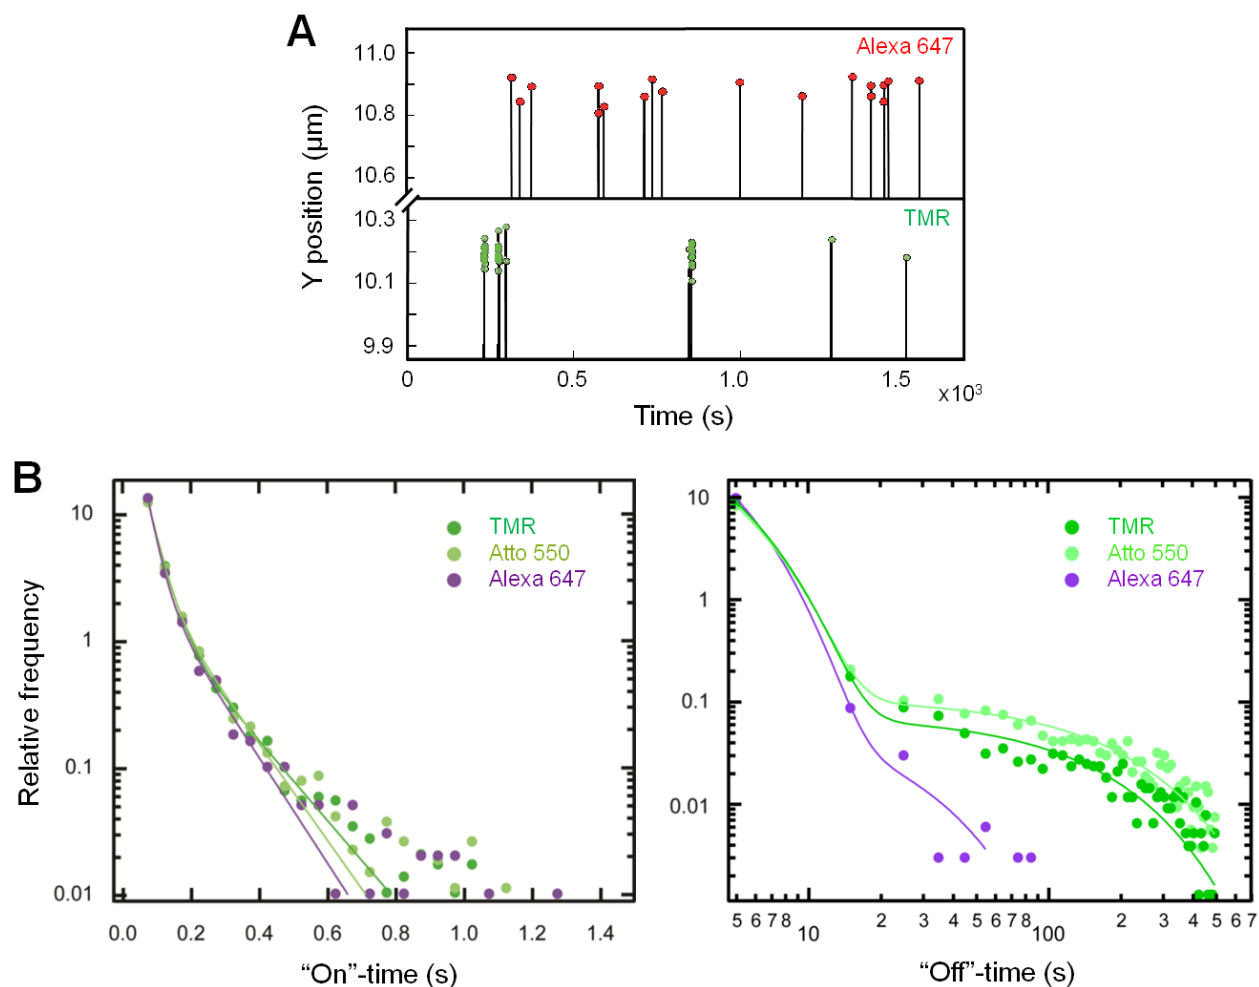 A
Alexa 647
11.0
10.8
10.6
Y position (µm)
TMR
10.3
10.1
9.9
0 0.5 1.0 1.5
x10³
Time (s)
B
10
1
0.1
0.01
Relative frequency
TMR
Atto 550
Alexa 647
0.0 0.2 0.4 0.6 0.8 1.0 1.2 1.4
“On”-time (s)
10
1
0.1
0.01
TMR
Atto 550
Alexa 647
5 6 7 8 2 3 4 5 6 7 8 2 3 4 5 6 7
10 100
“Off”-time (s)